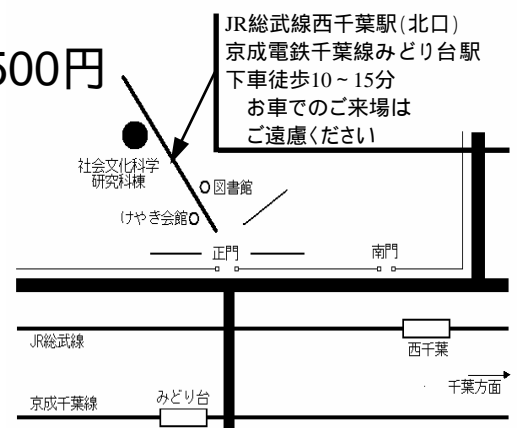 JR総武線西千葉駅(北口)
京成電鉄千葉線みどり台駅
下車徒歩10~15分
お車でのご来場は
ご遠慮ください
500円
社会文化科学
研究科棟
図書館
けやき会館
正門
南門
JR総武線
西千葉
千葉方面
みどり台
京成千葉線